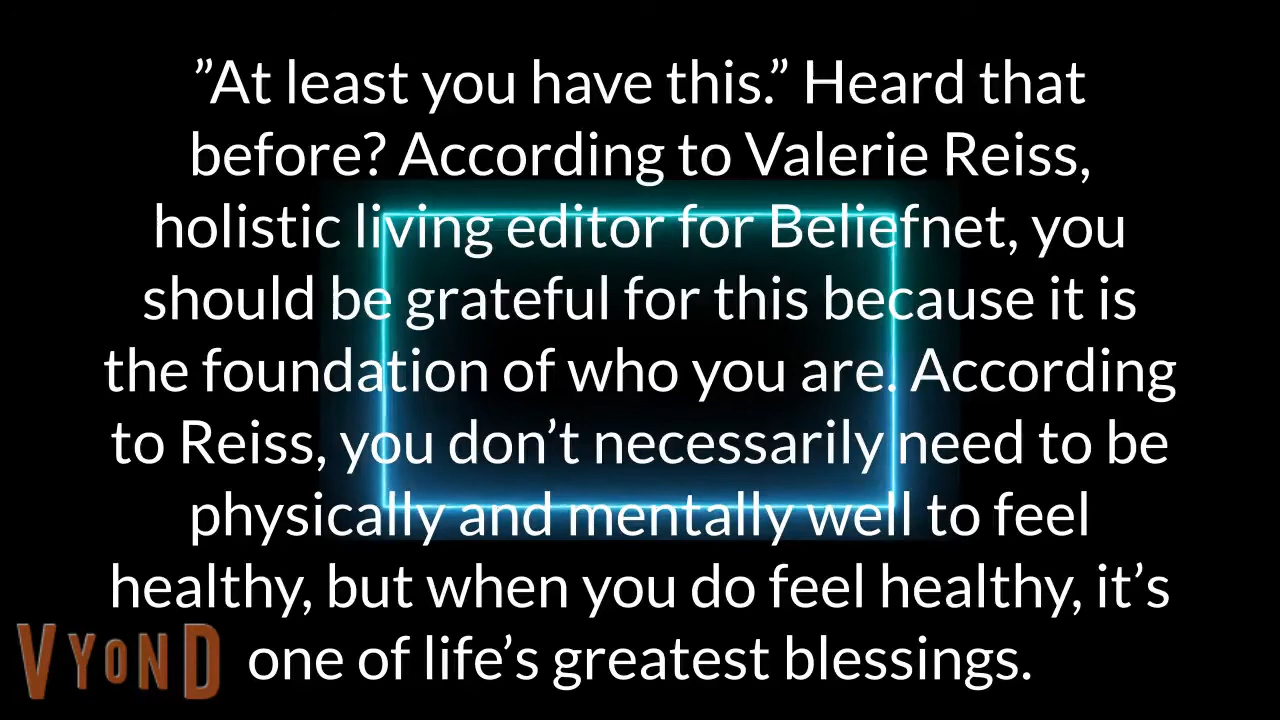 ”At least you have this.” Heard that
before? According to Valerie Reiss,
holistic living editor for Beliefnet, you
should be grateful for this because it is
the foundation of who you are. According
to Reiss, you don’t necessarily need to be
physically and mentally well to feel
healthy, but when you do feel healthy, it’s
one of life’s greatest blessings.
VYOND